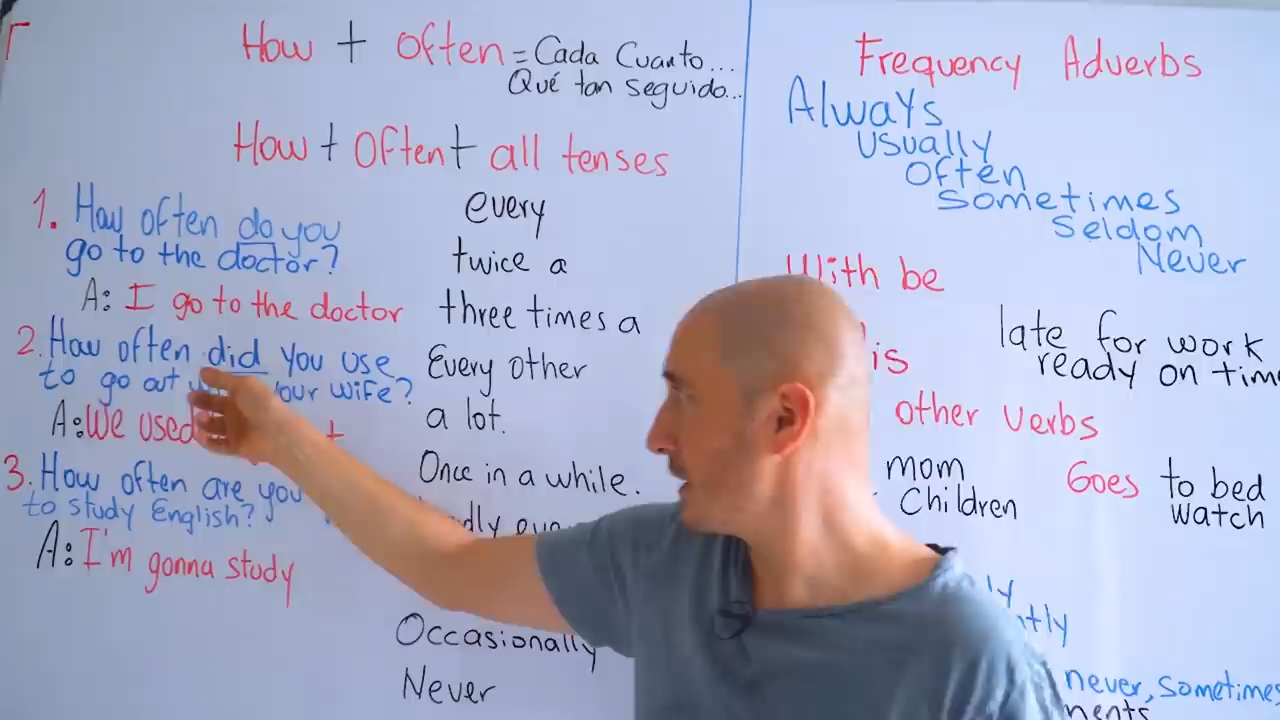 How + Often = Cada Cuanto...
Qué tan seguido...
How + Often + all tenses
1. How often do you
go to the doctor?
A: I go to the doctor
2. How often did you use
to go out your wife?
A: We used
3. How often are you
to study English?
A: I'm gonna study
every
twice a
three times a
Every other
a lot.
Once in a while.
Occasionally
Never
Frequency Adverbs
Always
usually
Often
Sometimes
Seldom
Never
With be
is
late for work
ready on time
other verbs
mom
Children
Goes to bed
watch
never, sometimes